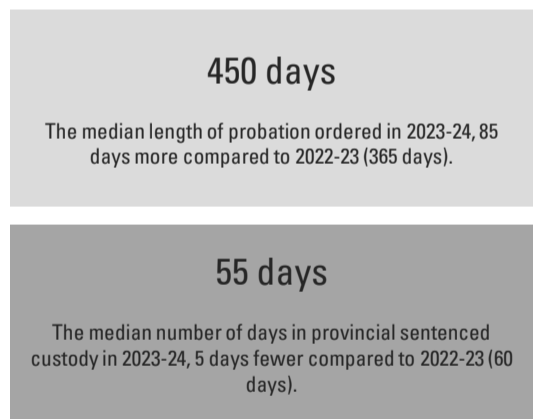 450 days
The median length of probation ordered in 2023-24, 85
days more compared to 2022-23 (365 days).
55 days
The median number of days in provincial sentenced
custody in 2023-24, 5 days fewer compared to 2022-23 (60
days).